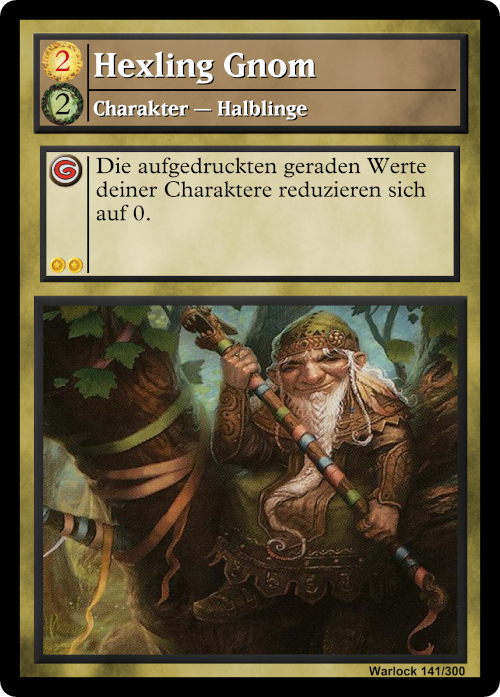 2
Hexling Gnom
2
Charakter — Halblinge
Die aufgedruckten geraden Werte
deiner Charaktere reduzieren sich
auf 0.
Warlock 141/300